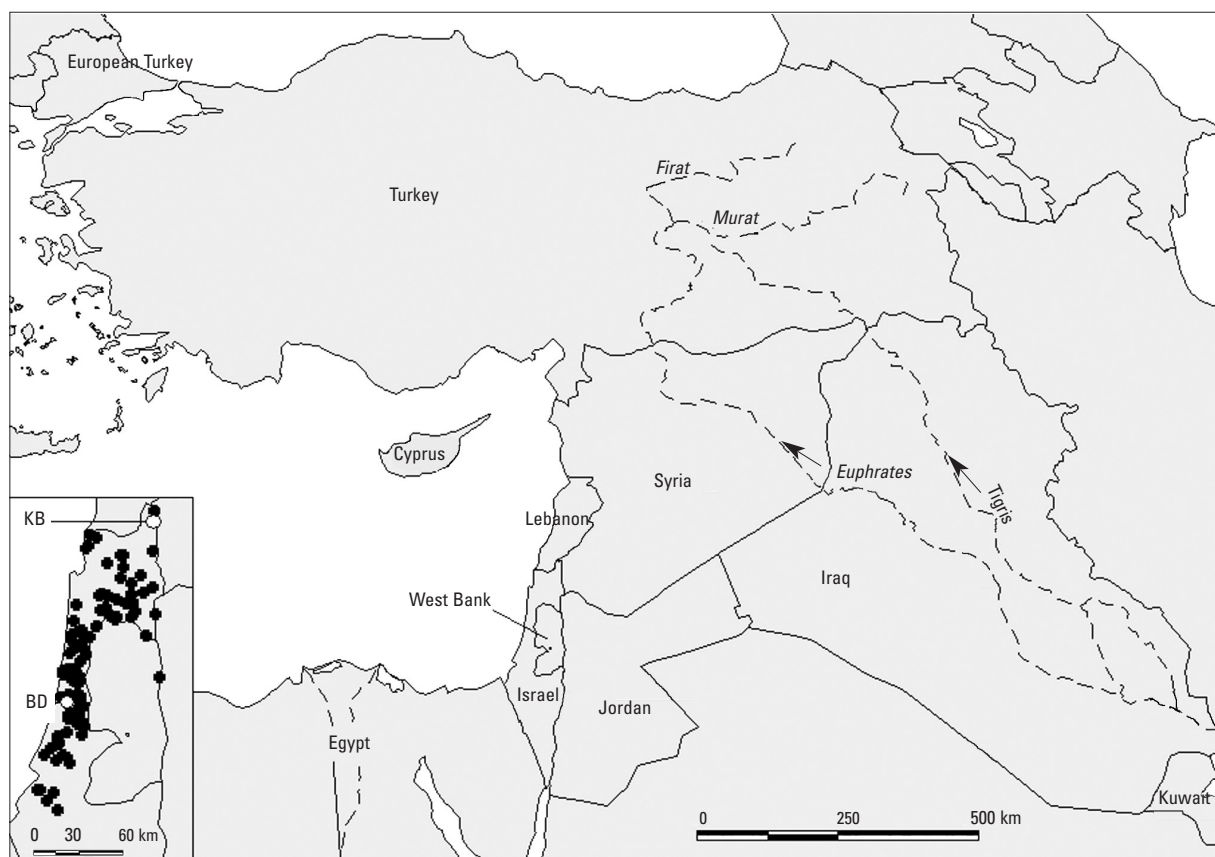 European Turkey
Firat
Turkey
Murat
Cyprus
Syria
Euphrates
Tigris
KB
Lebanon
Iraq
West Bank
BD
Israel
Jordan
Egypt
Kuwait
0 250 500 km
0 30 60 km